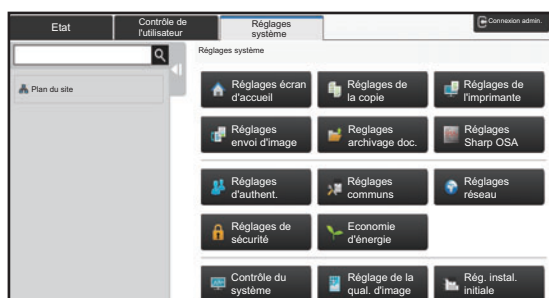 Etat
Contrôle de
l'utilisateur
Réglages
système
Connexion admin.
Réglages système
Plan du site
Réglages écran
d'accueil
Réglages de
la copie
Réglages de
l'imprimante
Réglages
envoi d'image
Reglages
archivage doc.
Réglages
Sharp OSA
Réglages
d'authent.
Réglages
communs
Réglages
réseau
Réglages de
sécurité
Economie
d'énergie
Contrôle du
système
Réglage de la
qual. d'image
Rég. instal.
initiale